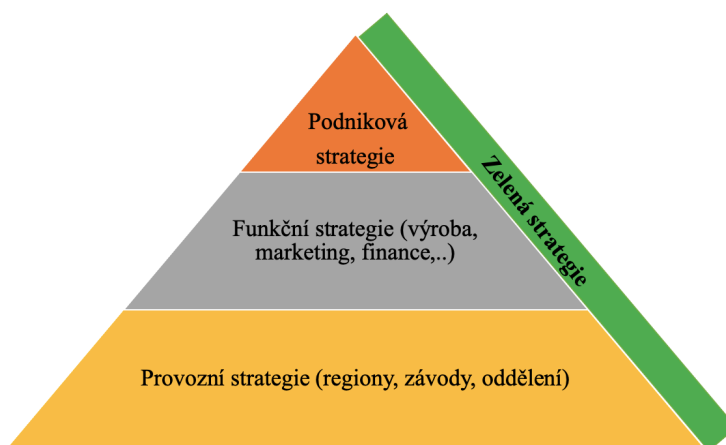 Podniková
strategie
Zelená strategie
Funkční strategie (výroba,
marketing, finance,..)
Provozní strategie (regiony, závody, oddělení)